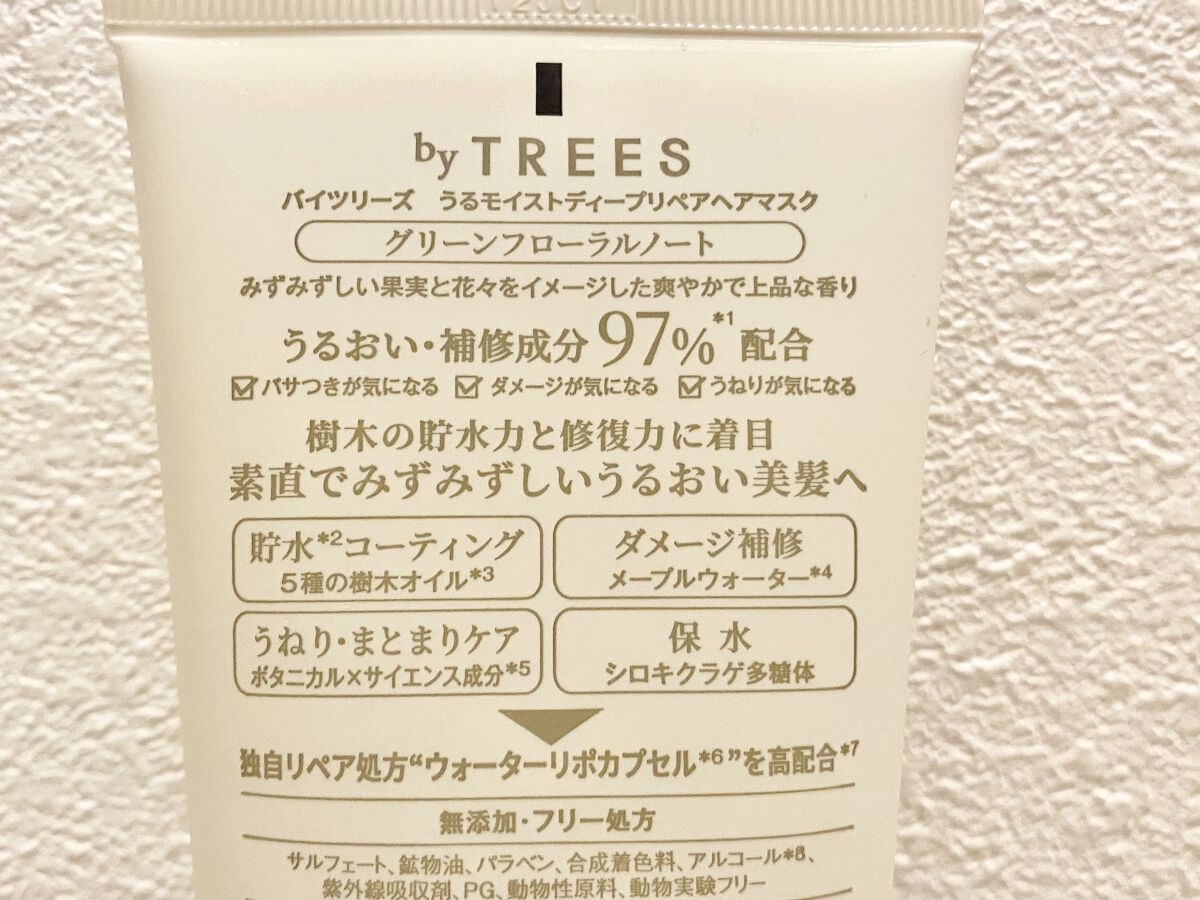 by TREES
バイツリーズ うるモイストディープリペアヘアマスク
グリーンフローラルノート
みずみずしい果実と花々をイメージした爽やかで上品な香り
うるおい・補修成分97%*1配合
☑バサつきが気になる ☑ダメージが気になる ☑うねりが気になる
樹木の貯水力と修復力に着目
素直でみずみずしいうるおい美髪へ
貯水*2コーティング
5種の樹木オイル*3
ダメージ補修
メープルウォーター*4
うねり・まとまりケア
ボタニカル×サイエンス成分*5
保水
シロキクラゲ多糖体
独自リペア処方“ウォーターリポカプセル*6”を高配合*7
無添加・フリー処方
サルフェート、鉱物油、パラベン、合成着色料、アルコール*8、
紫外線吸収剤、PG、動物性原料、動物実験フリー